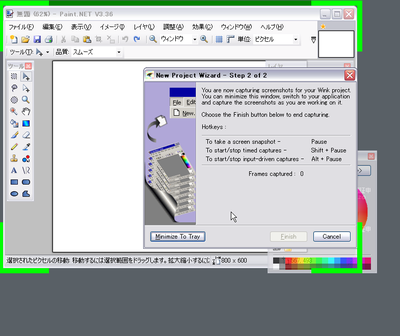 無題 (62%) - Paint.NET V3.36
ファイル(F) 編集(E) 表示(V) イメージ(I) レイヤ(L) 調整(A) 効果(C) ウィンドウ(W) ヘルプ(H)
ウィンドウ 単位: ピクセル
ツール(T): 品質: スムーズ
ツール
New Project Wizard - Step 2 of 2
File Edit
New.
You are now capturing screenshots for your Wink project.
You can minimize this window, switch to your application
and capture the screenshots as you are working on it.
Choose the Finish button below to end capturing.
Hotkeys :
To take a screen snapshot - Pause
To start/stop timed captures - Shift + Pause
To start/stop input-driven captures - Alt + Pause
Frames captured : 0
Minimize To Tray Finish Cancel
選択されたピクセルの移動: 移動するには選択範囲をドラッグします。拡大縮小するに 800 x 600